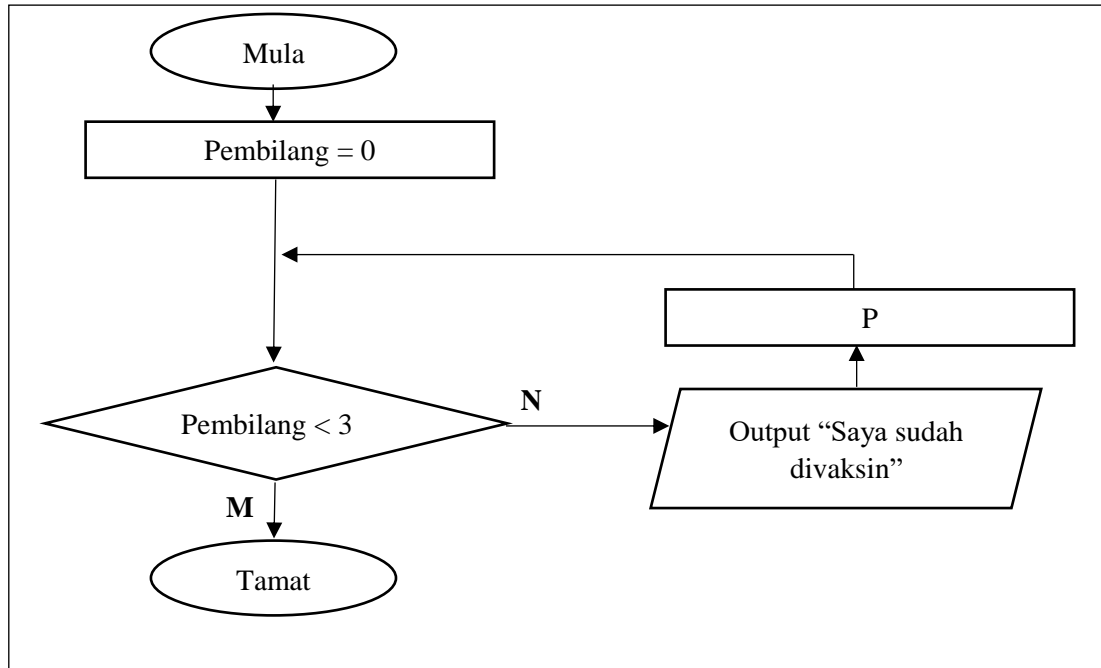 Mula
Pembilang = 0
P
Pembilang < 3
N
Output “Saya sudah
divaksin”
M
Tamat